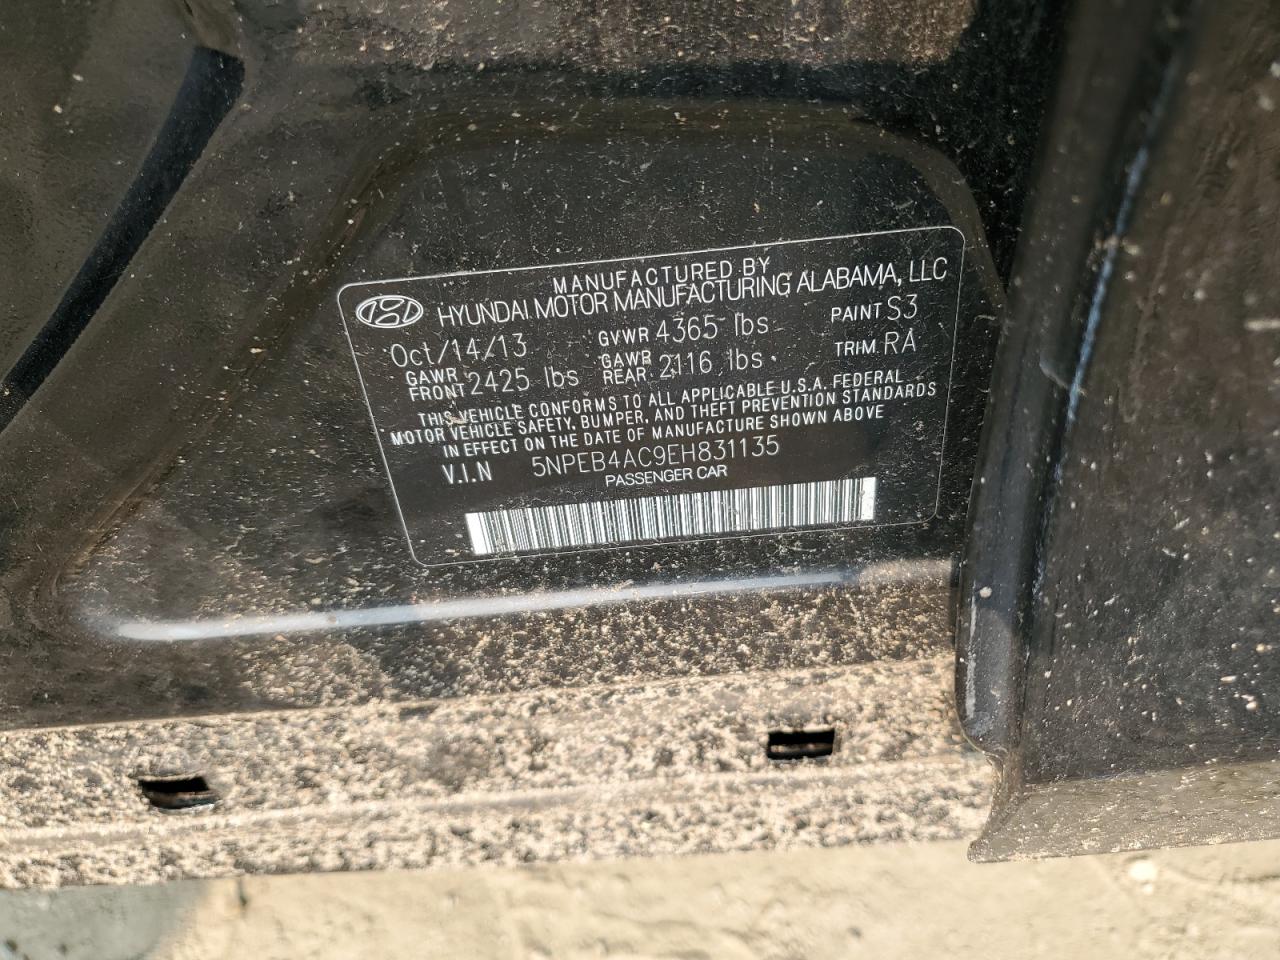 MANUFACTURED BY
HYUNDAI MOTOR MANUFACTURING ALABAMA, LLC
Oct/14/13 GVWR 4365 lbs PAINT S3
GAWR FRONT 2425 lbs GAWR REAR 2116 lbs TRIM RA
THIS VEHICLE CONFORMS TO ALL APPLICABLE U.S.A. FEDERAL
MOTOR VEHICLE SAFETY, BUMPER, AND THEFT PREVENTION STANDARDS
IN EFFECT ON THE DATE OF MANUFACTURE SHOWN ABOVE
V.I.N 5NPEB4AC9EH831135
PASSENGER CAR